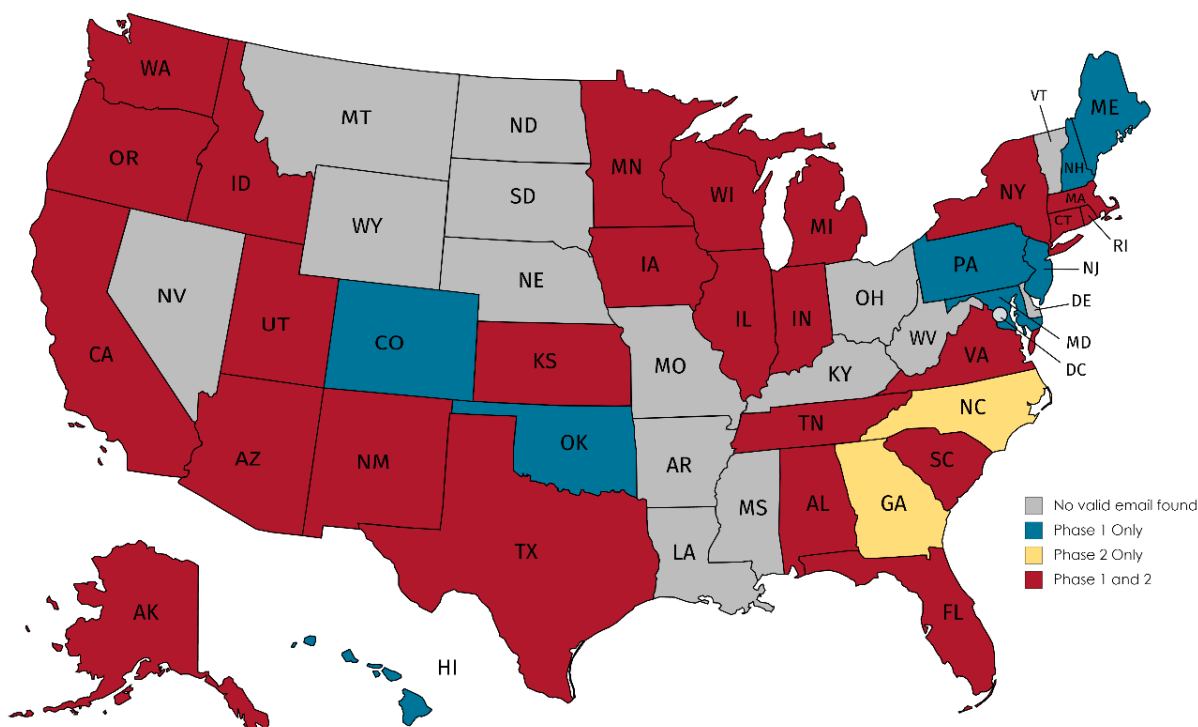 WA
MT
ND
MN
VT
ME
OR
ID
SD
WI
NY
NH
MA
CT
RI
WY
MI
IA
NE
PA
NJ
NV
OH
DE
UT
IL
IN
CA
CO
WV
MD
VA
DC
KS
MO
KY
NC
TN
OK
AZ
NM
AR
SC
MS
AL
GA
No valid email found
Phase 1 Only
TX
LA
Phase 2 Only
Phase 1 and 2
AK
FL
HI